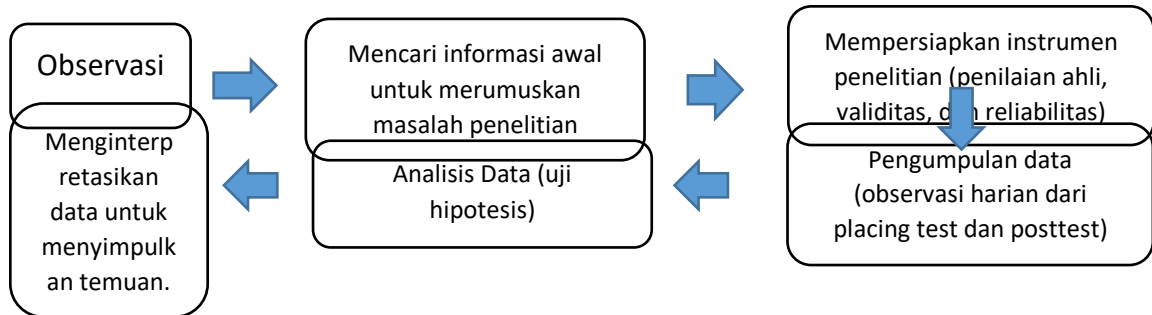 Observasi
Mencari informasi awal
untuk merumuskan
masalah penelitian
Mempersiapkan instrumen
penelitian (penilaian ahli,
validitas, dan reliabilitas)
Pengumpulan data
(observasi harian dari
placing test dan posttest)
Analisis Data (uji
hipotesis)
Menginterp
retasikan
data untuk
menyimpulk
an temuan.